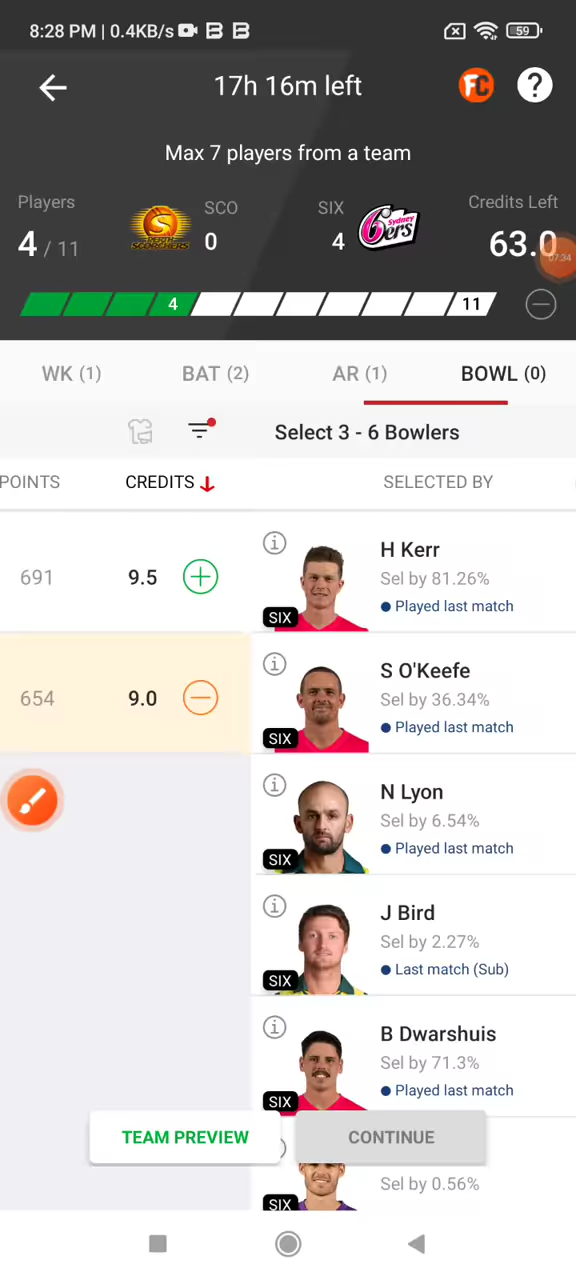 8:28 PM | 0.4KB/s
59
17h 16m left
FC
?
Max 7 players from a team
Players
4 / 11
SCO
0
SIX
4
Sydney
6ers
Credits Left
63.0
07:34
4
11
WK (1)
BAT (2)
AR (1)
BOWL (0)
Select 3 - 6 Bowlers
POINTS
CREDITS
SELECTED BY
691
9.5
H Kerr
Sel by 81.26%
Played last match
SIX
654
9.0
S O'Keefe
Sel by 36.34%
Played last match
SIX
N Lyon
Sel by 6.54%
Played last match
SIX
J Bird
Sel by 2.27%
Last match (Sub)
SIX
B Dwarshuis
Sel by 71.3%
Played last match
SIX
TEAM PREVIEW
CONTINUE
Sel by 0.56%
SIX